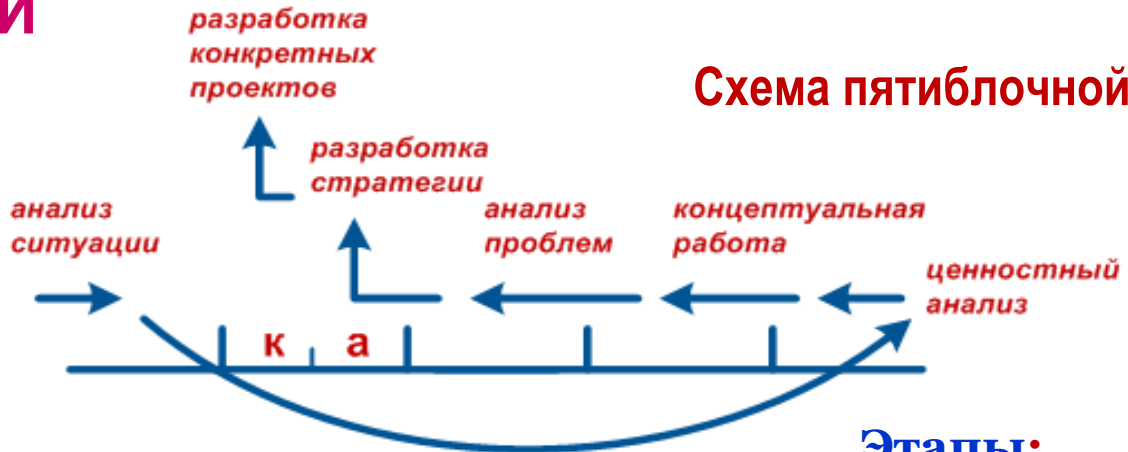 и
разработка
конкретных
проектов
Схема пятиблочной
разработка
стратегии
анализ
ситуации
анализ
проблем
концептуальная
работа
ценностный
анализ
к а
Этапы: